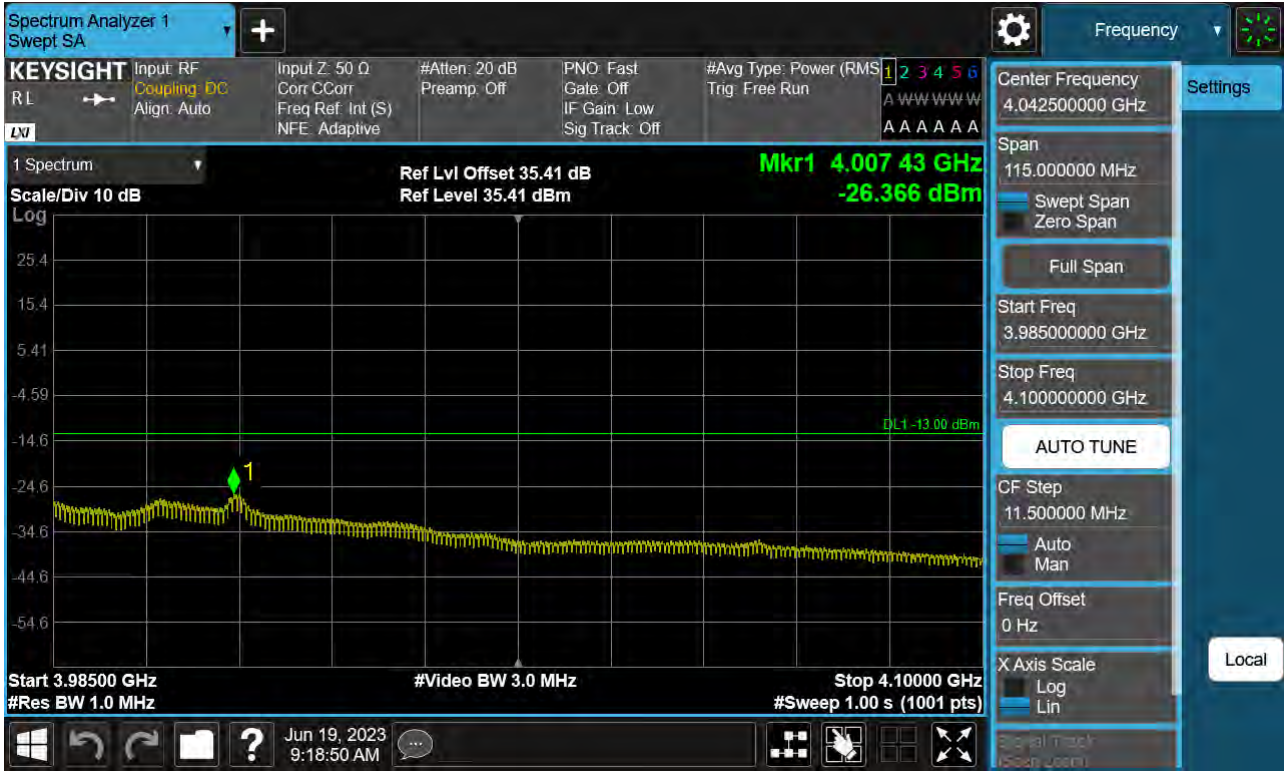 Spectrum Analyzer 1
Swept SA
Frequency
KEYSIGHT
R L
LXI
Input: RF
Coupling: DC
Align: Auto
Input Z: 50 Ω
Corr CCorr
Freq Ref: Int (S)
NFE: Adaptive
#Atten: 20 dB
Preamp: Off
PNO: Fast
Gate: Off
IF Gain: Low
Sig Track: Off
#Avg Type: Power (RMS
Trig: Free Run
1 2 3 4 5 6
A W W W W W
A A A A A A
1 Spectrum
Scale/Div 10 dB
Log
Ref Lvl Offset 35.41 dB
Ref Level 35.41 dBm
Mkr1 4.007 43 GHz
-26.366 dBm
25.4
15.4
5.41
-4.59
DL1 -13.00 dBm
-14.6
1
-24.6
-34.6
-44.6
-54.6
Start 3.98500 GHz
#Video BW 3.0 MHz
Stop 4.10000 GHz
#Res BW 1.0 MHz
#Sweep 1.00 s (1001 pts)
Jun 19, 2023
9:18:50 AM
Center Frequency
4.042500000 GHz
Settings
Span
115.000000 MHz
Swept Span
Zero Span
Full Span
Start Freq
3.985000000 GHz
Stop Freq
4.100000000 GHz
AUTO TUNE
CF Step
11.500000 MHz
Auto
Man
Freq Offset
0 Hz
X Axis Scale
Log
Lin
Local
Signal Track
(Span Zoom)